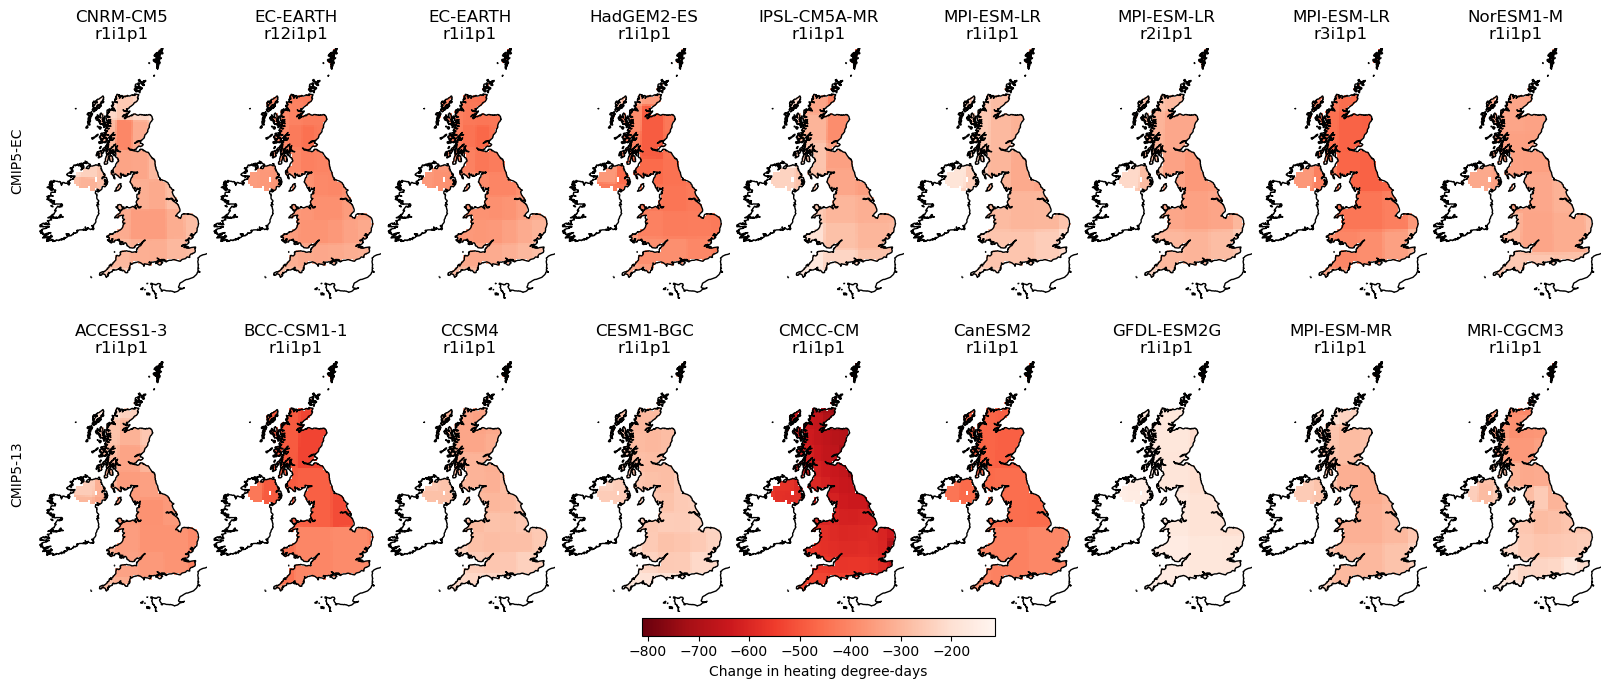 CNRM-CM5 EC-EARTH EC-EARTH HadGEM2-ES IPSL-CM5A-MR MPI-ESM-LR MPI-ESM-LR MPI-ESM-LR NorESM1-M
r1i1p1 r12i1p1 r1i1p1 r1i1p1 r1i1p1 r1i1p1 r2i1p1 r3i1p1 r1i1p1
CMIP5-EC
ACCESS1-3 BCC-CSM1-1 CCSM4 CESM1-BGC CMCC-CM CanESM2 GFDL-ESM2G MPI-ESM-MR MRI-CGCM3
r1i1p1 r1i1p1 r1i1p1 r1i1p1 r1i1p1 r1i1p1 r1i1p1 r1i1p1 r1i1p1
CMIP5-13
−800 −700 −600 −500 −400 −300 −200
Change in heating degree-days